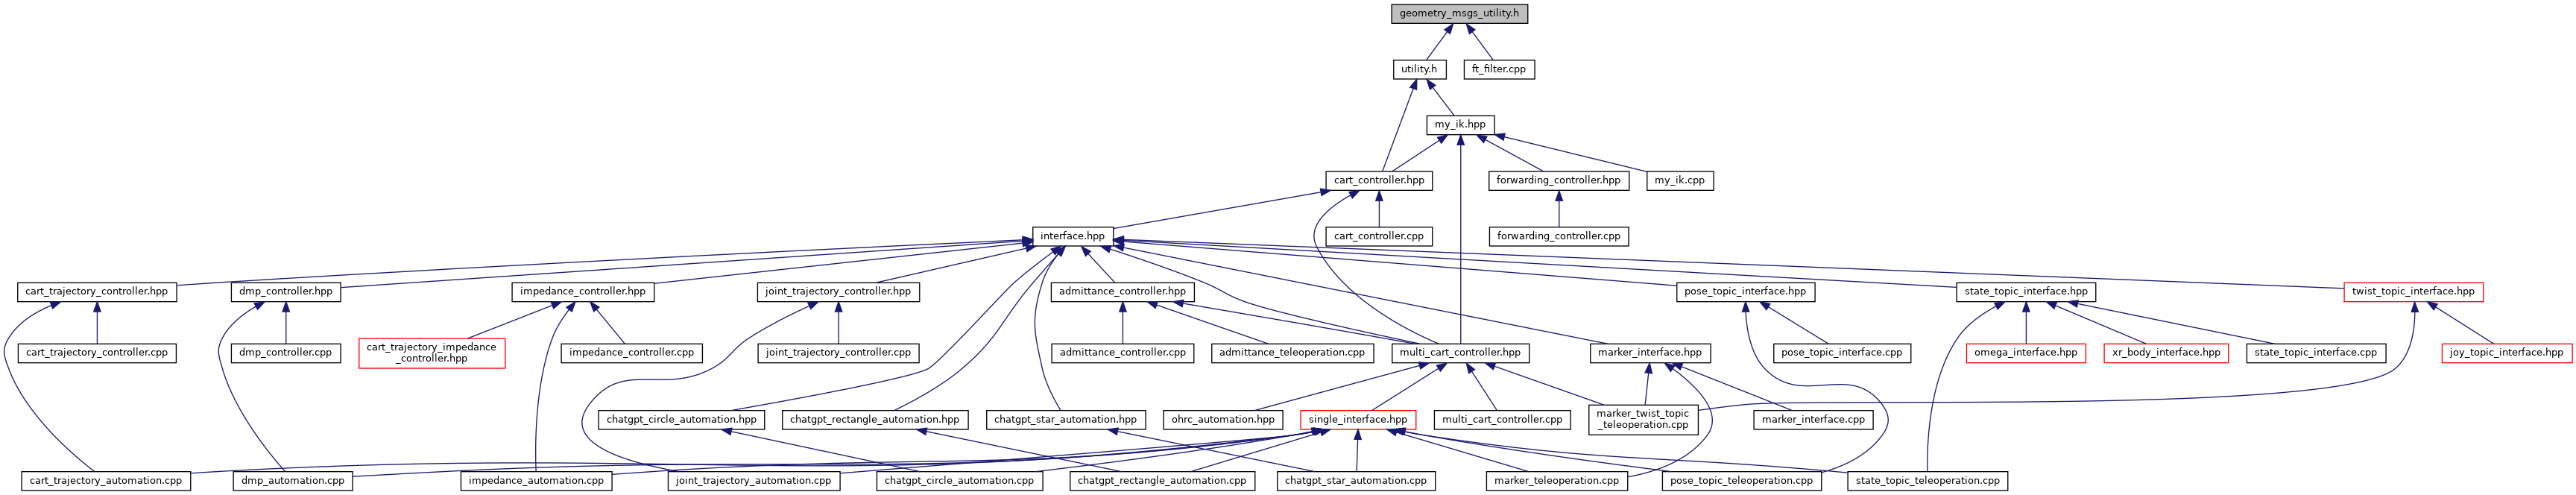 geometry_msgs_utility.h
utility.h
ft_filter.cpp
my_ik.hpp
cart_controller.hpp
forwarding_controller.hpp
my_ik.cpp
interface.hpp
cart_controller.cpp
forwarding_controller.cpp
cart_trajectory_controller.hpp
dmp_controller.hpp
impedance_controller.hpp
joint_trajectory_controller.hpp
admittance_controller.hpp
pose_topic_interface.hpp
state_topic_interface.hpp
twist_topic_interface.hpp
cart_trajectory_controller.cpp
dmp_controller.cpp
cart_trajectory_impedance
_controller.hpp
impedance_controller.cpp
joint_trajectory_controller.cpp
admittance_controller.cpp
admittance_teleoperation.cpp
multi_cart_controller.hpp
marker_interface.hpp
pose_topic_interface.cpp
omega_interface.hpp
xr_body_interface.hpp
state_topic_interface.cpp
joy_topic_interface.hpp
chatgpt_circle_automation.hpp
chatgpt_rectangle_automation.hpp
chatgpt_star_automation.hpp
ohrc_automation.hpp
single_interface.hpp
multi_cart_controller.cpp
marker_twist_topic
_teleoperation.cpp
marker_interface.cpp
cart_trajectory_automation.cpp
dmp_automation.cpp
impedance_automation.cpp
joint_trajectory_automation.cpp
chatgpt_circle_automation.cpp
chatgpt_rectangle_automation.cpp
chatgpt_star_automation.cpp
marker_teleoperation.cpp
pose_topic_teleoperation.cpp
state_topic_teleoperation.cpp